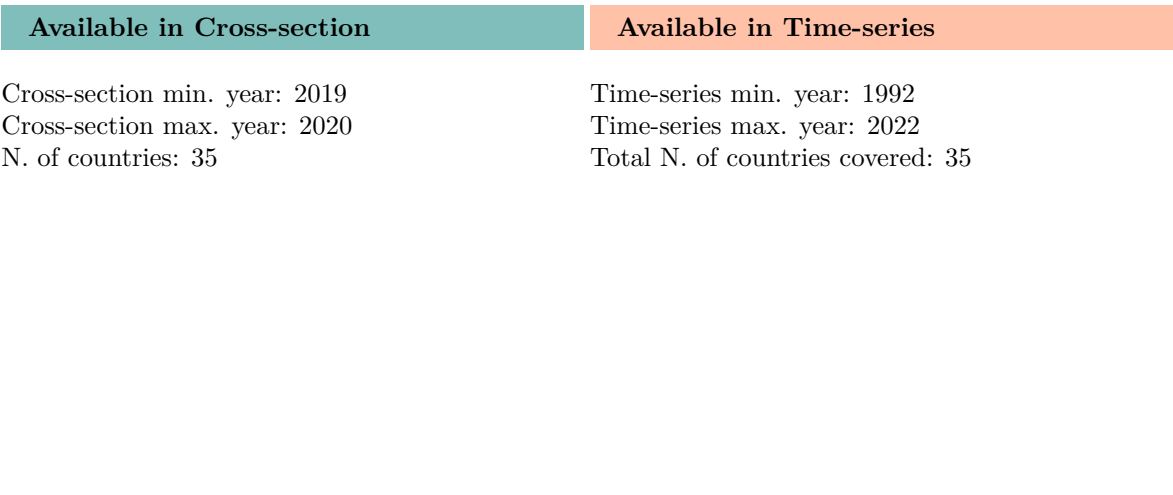 Available in Cross-section
Cross-section min. year: 2019
Cross-section max. year: 2020
N. of countries: 35
Available in Time-series
Time-series min. year: 1992
Time-series max. year: 2022
Total N. of countries covered: 35